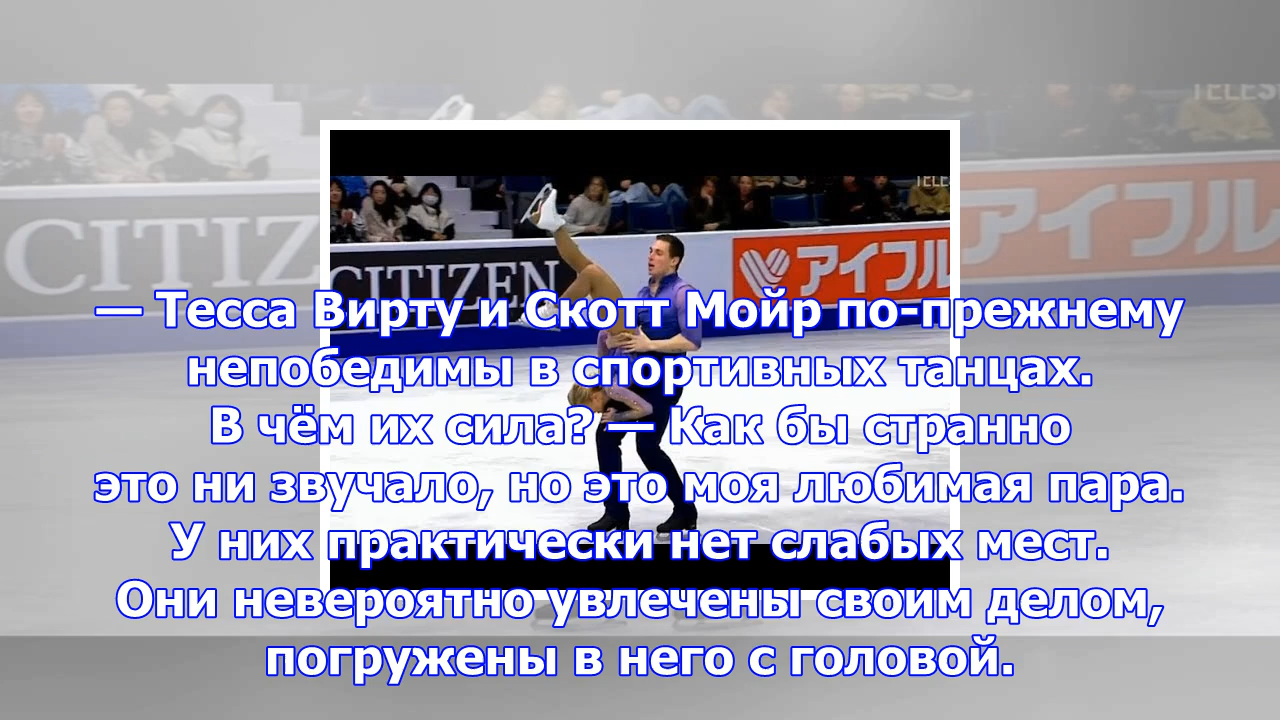 TELES
CITIZEN
アイフル
— Тесса Вирту и Скотт Мойр по-прежнему
непобедимы в спортивных танцах.
В чём их сила? — Как бы странно
это ни звучало, но это моя любимая пара.
У них практически нет слабых мест.
Они невероятно увлечены своим делом,
погружены в него с головой.